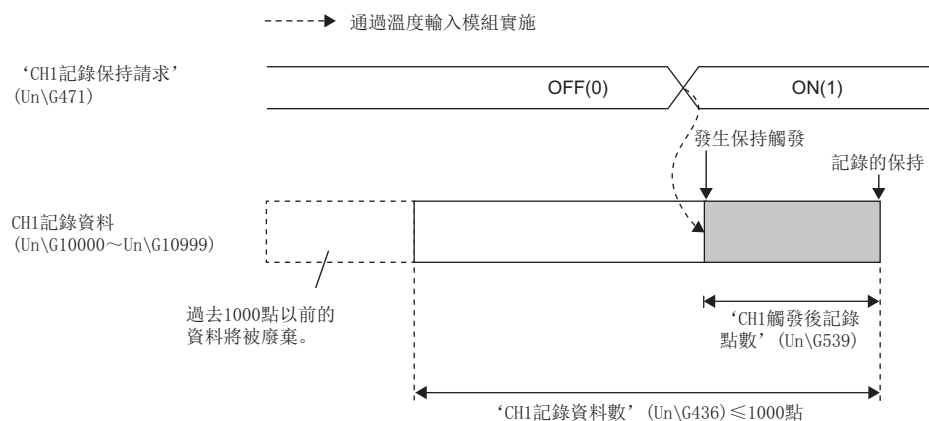 通過溫度輸入模組實施
‘CH1記錄保持請求’
(Un\G471)
OFF(0)
ON(1)
發生保持觸發
記錄的保持
CH1記錄資料
(Un\G10000～Un\G10999)
過去1000點以前的
資料將被廢棄。
‘CH1觸發後記錄
點數’(Un\G539)
‘CH1記錄資料數’(Un\G436)≤1000點